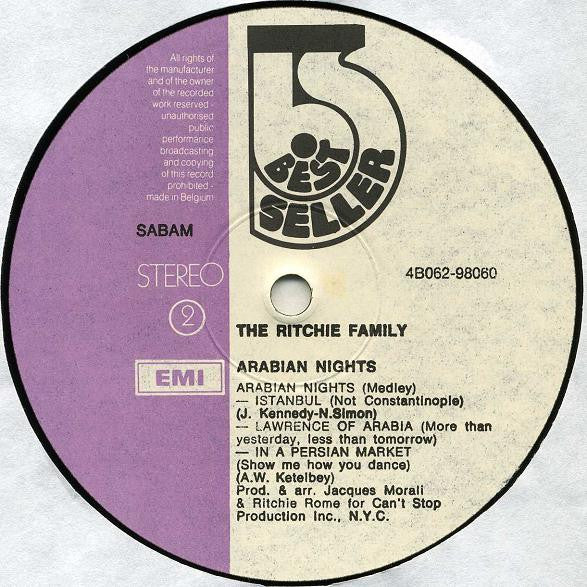 All rights of
the manufacturer
and of the owner
of the recorded
work reserved -
unauthorised
public
performance
broadcasting
and copying
of this record
prohibited -
made in Belgium
BEST
SELLER
SABAM
STEREO
2
4B062-98060
THE RITCHIE FAMILY
EMI
ARABIAN NIGHTS
ARABIAN NIGHTS (Medley)
— ISTANBUL (Not Constantinople)
(J. Kennedy-N.Simon)
— LAWRENCE OF ARABIA (More than
yesterday, less than tomorrow)
— IN A PERSIAN MARKET
(Show me how you dance)
(A.W. Ketelbey)
Prod. & arr. Jacques Morali
& Ritchie Rome for Can't Stop
Production Inc., N.Y.C.